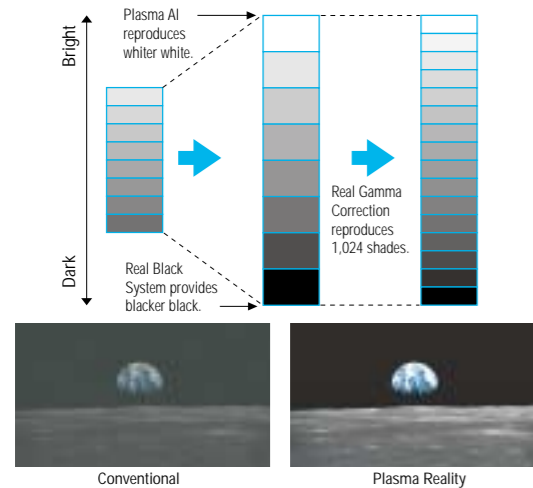 Bright
Plasma AI
reproduces
whiter white.
Real Gamma
Correction
reproduces
1,024 shades.
Dark
Real Black
System provides
blacker black.
Conventional
Plasma Reality